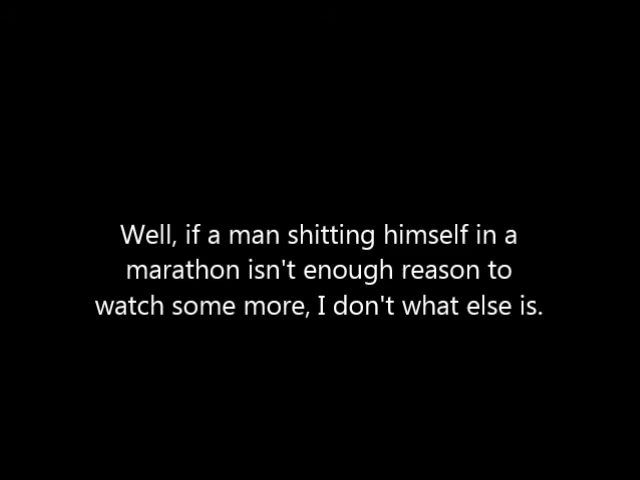 Well, if a man shitting himself in a
marathon isn't enough reason to
watch some more, I don't what else is.